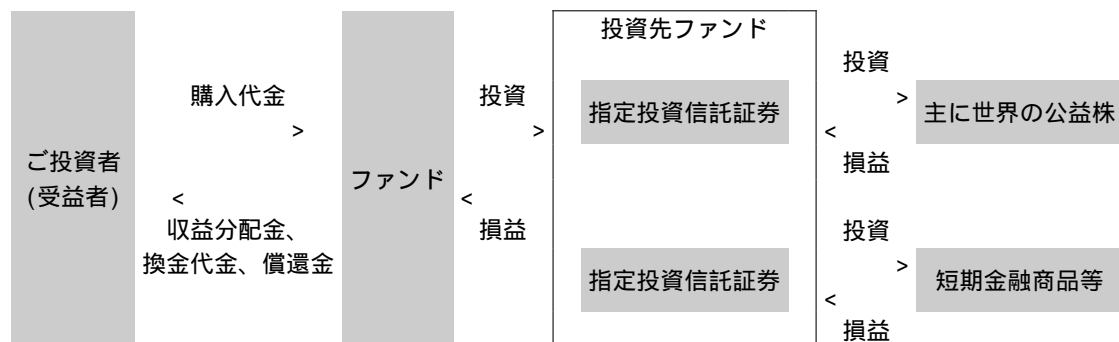 ご投資者
(受益者)
購入代金
>
<
収益分配金、
換金代金、償還金
ファンド
投資
>
<
損益
投資先ファンド
指定投資信託証券
指定投資信託証券
投資
>
<
損益
主に世界の公益株
投資
>
<
損益
短期金融商品等